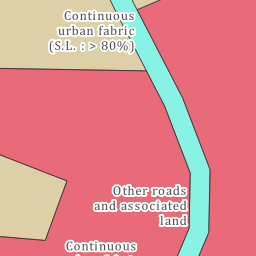 Continuous
urban fabric
(S.L. : > 80%)
Other roads
and associated
land
Continuous